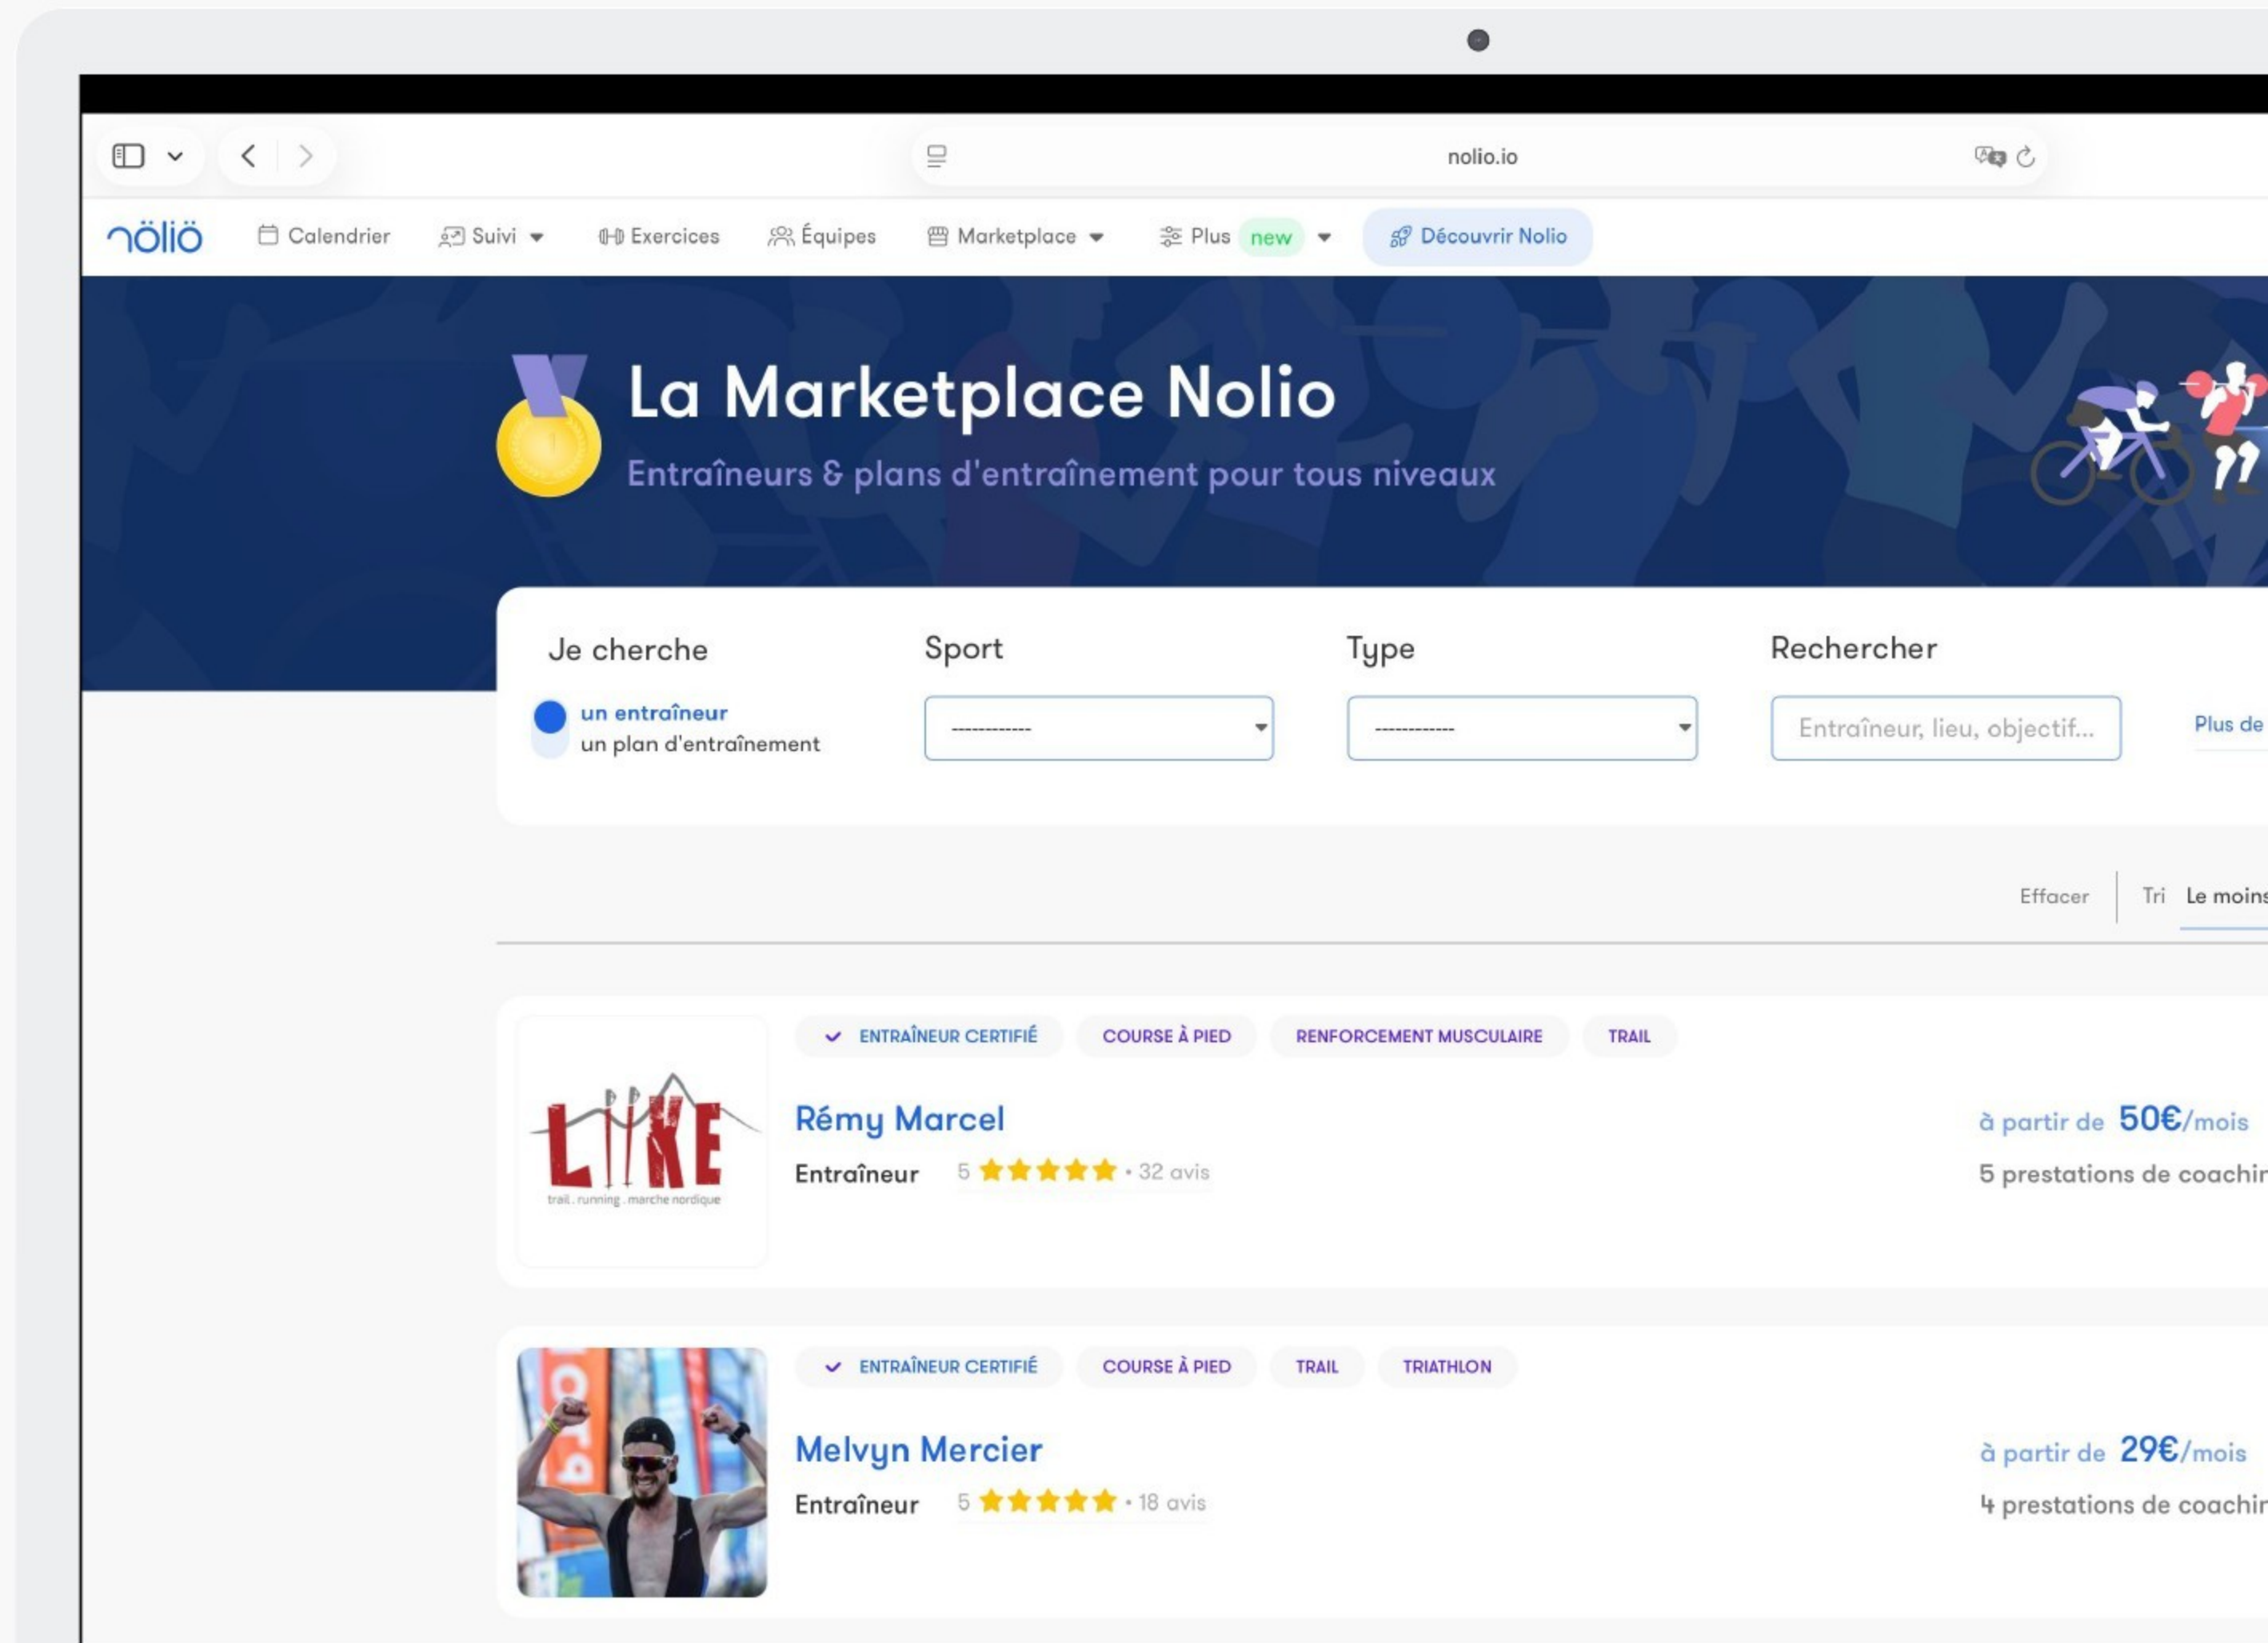 nolio.io
nöliö
Calendrier
Suivi
Exercices
Équipes
Marketplace
Plus new
Découvrir Nolio
La Marketplace Nolio
Entraîneurs & plans d'entraînement pour tous niveaux
Je cherche
un entraîneur
un plan d'entraînement
Sport
------------
Type
------------
Rechercher
Entraîneur, lieu, objectif...
Plus de
Effacer
Tri Le moins
ENTRAÎNEUR CERTIFIÉ
COURSE À PIED
RENFORCEMENT MUSCULAIRE
TRAIL
LIIKE
trail . running . marche nordique
Rémy Marcel
Entraîneur 5 • 32 avis
à partir de 50€/mois
5 prestations de coachin
ENTRAÎNEUR CERTIFIÉ
COURSE À PIED
TRAIL
TRIATHLON
Melvyn Mercier
Entraîneur 5 • 18 avis
à partir de 29€/mois
4 prestations de coachin